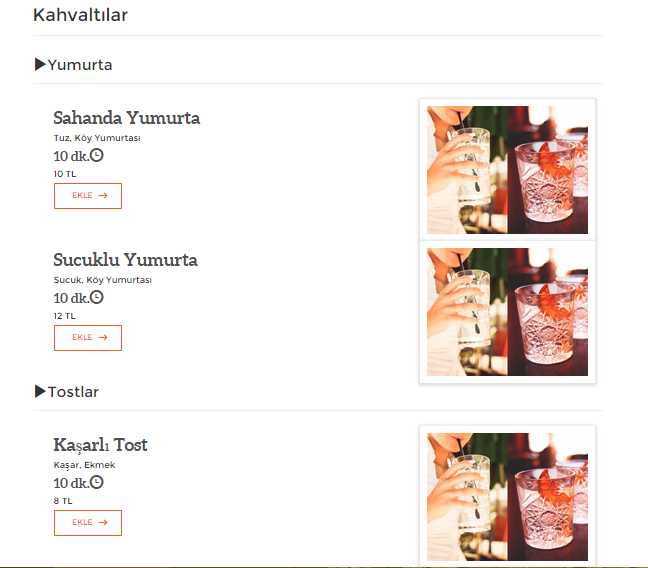 Kahvaltılar
▶Yumurta
Sahanda Yumurta
Tuz, Köy Yumurtası
10 dk.
10 TL
EKLE →
Sucuklu Yumurta
Sucuk, Köy Yumurtası
10 dk.
12 TL
EKLE →
▶Tostlar
Kaşarlı Tost
Kaşar, Ekmek
10 dk.
8 TL
EKLE →